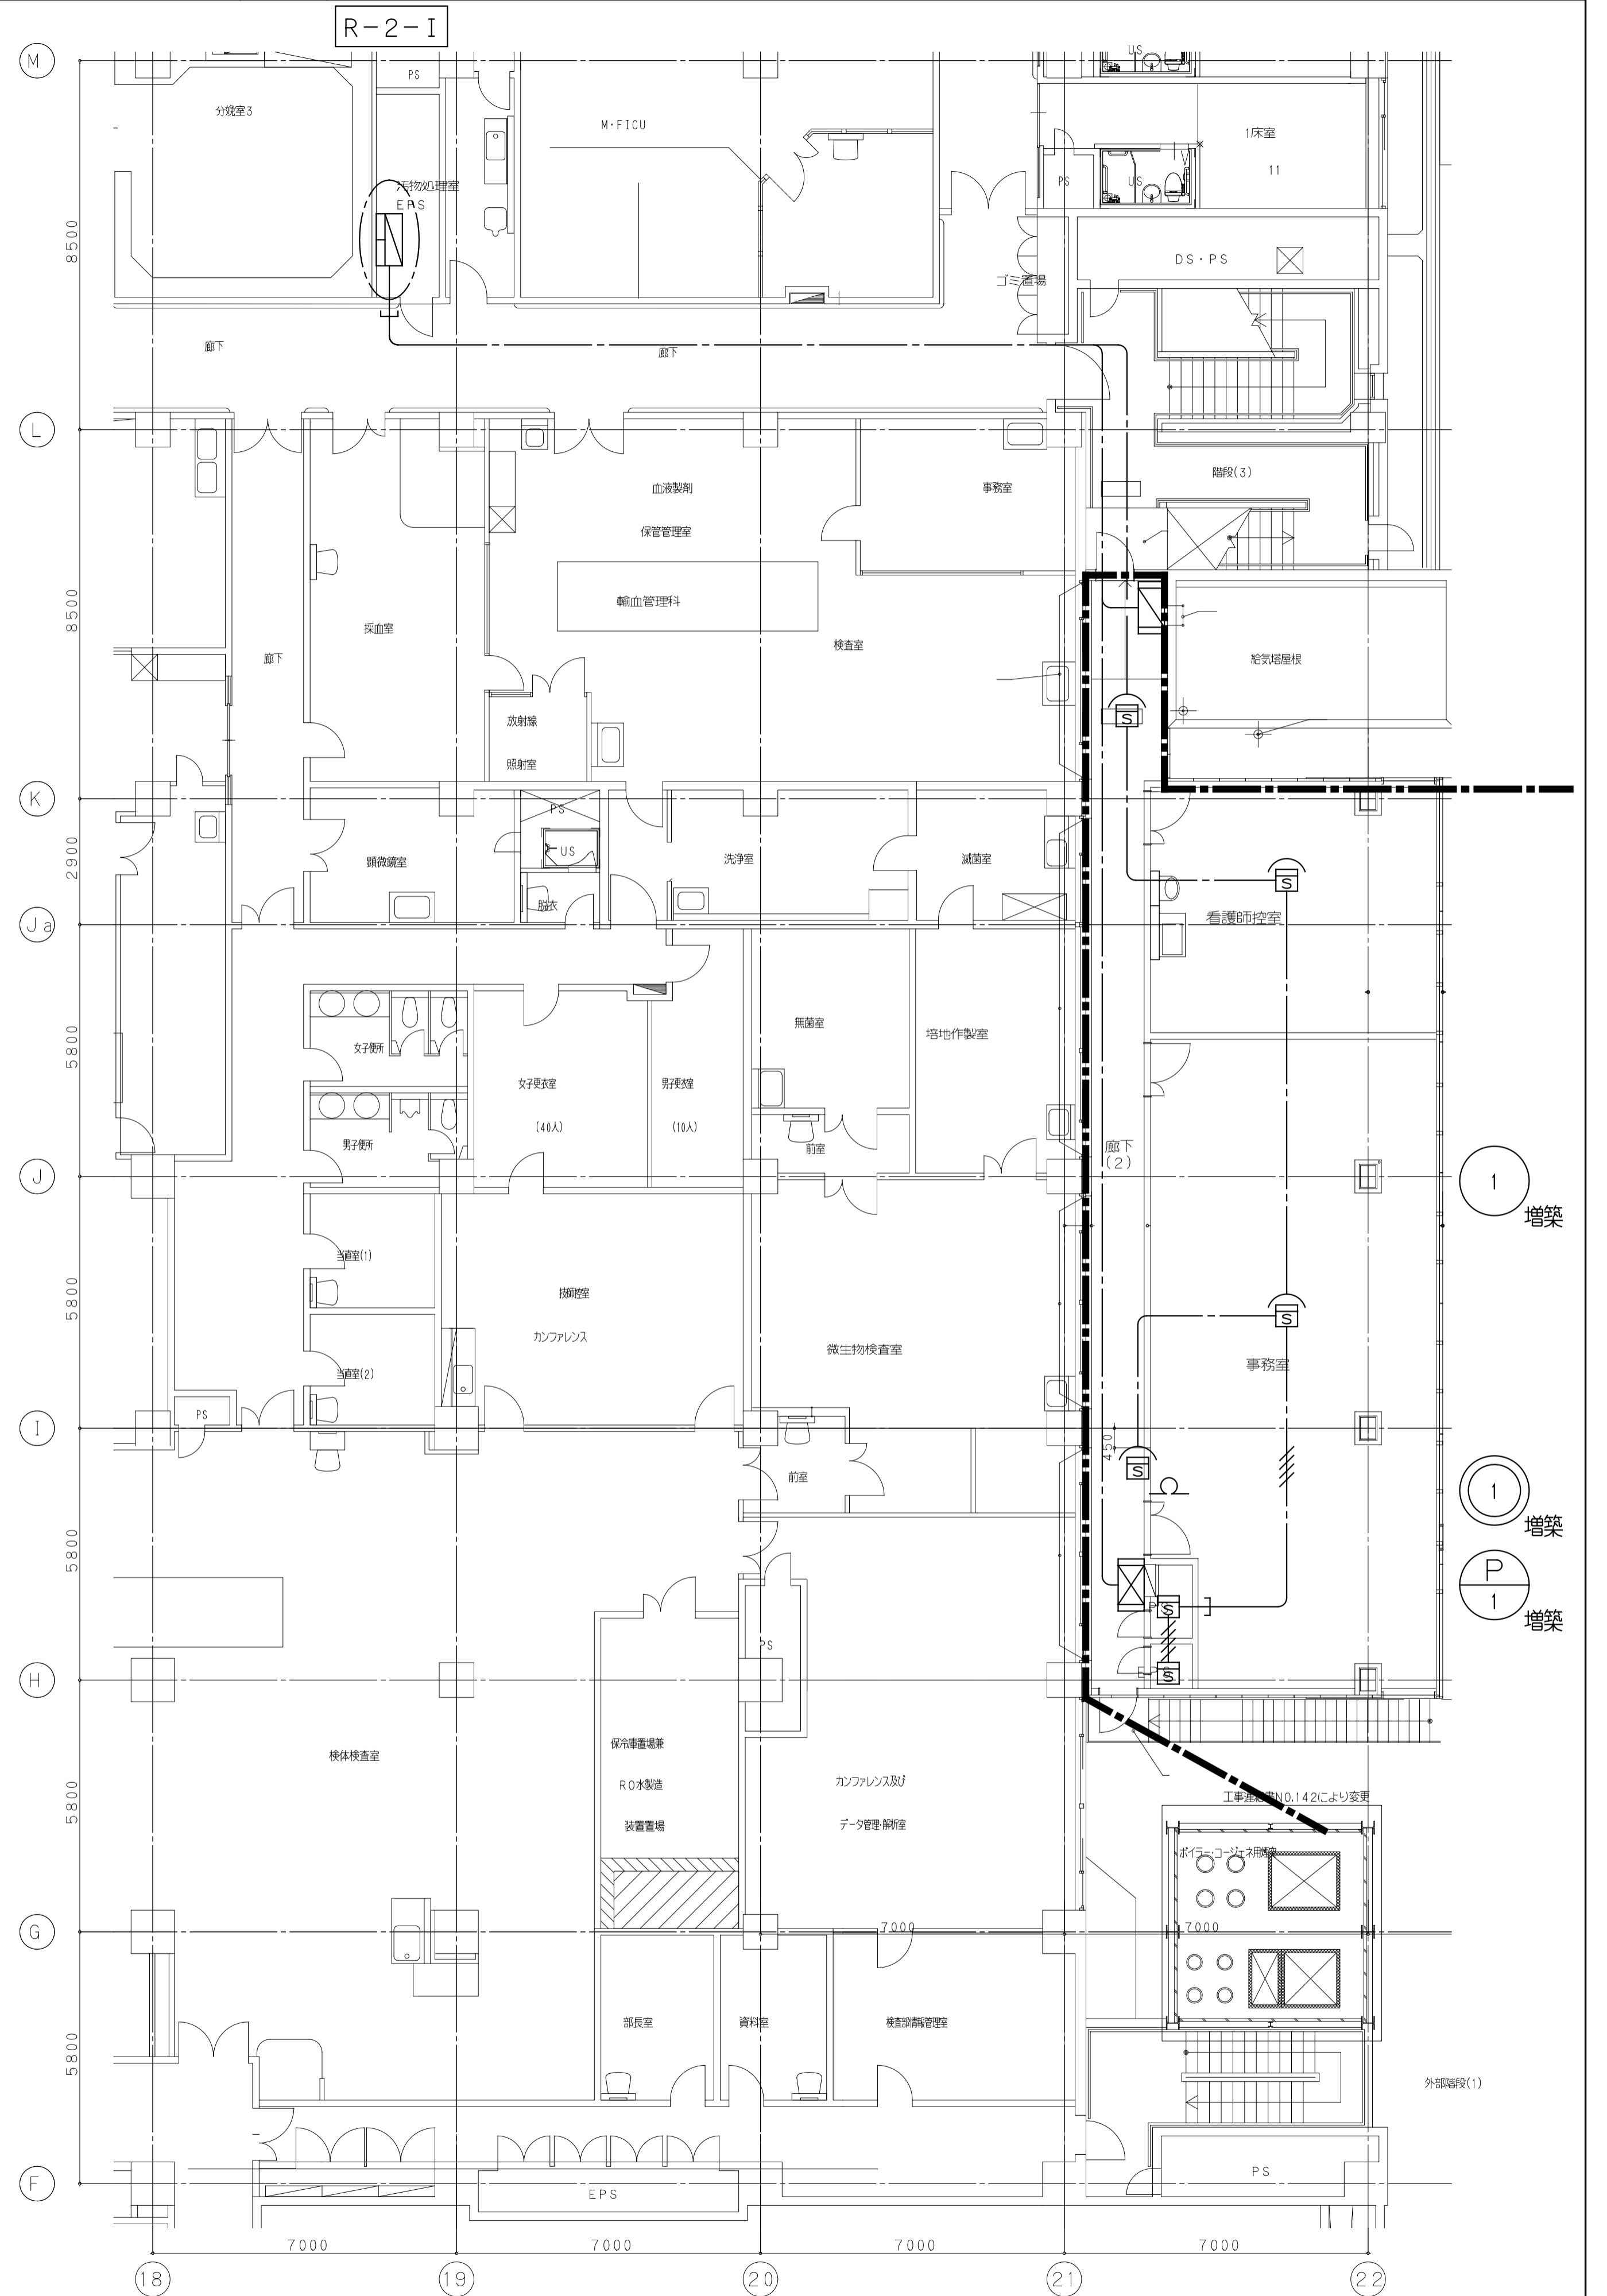 R-2-I
M
PS
US
分娩室3
M・FICU
1床室
11
汚物処理室
EPS
PS
US
8500
DS・PS
ゴミ置場
廊下
廊下
L
階段(3)
血液製剤
事務室
保管管理室
8500
輸血管理科
採血室
検査室
廊下
給気塔屋根
放射線
S
照射室
K
PS
2900
顕微鏡室
US
洗浄室
滅菌室
S
脱衣
看護師控室
Ja
無菌室
培地作製室
5800
女子便所
女子更衣室
男子更衣室
(40人)
(10人)
男子便所
前室
廊下
(2)
J
1
増築
当直室(1)
技師控室
5800
S
カンファレンス
微生物検査室
事務室
当直室(2)
PS
I
450
前室
S
1
増築
5800
P
1
増築
S
PS
H
S
検体検査室
保冷庫置場兼
RO水製造
装置置場
カンファレンス及び
データ管理・解析室
5800
工事連絡書NO.142により変更
G
7000
7000
部長室
資料室
検査部情報管理室
5800
外部階段(1)
F
EPS
PS
7000
7000
7000
7000
18
19
20
21
22